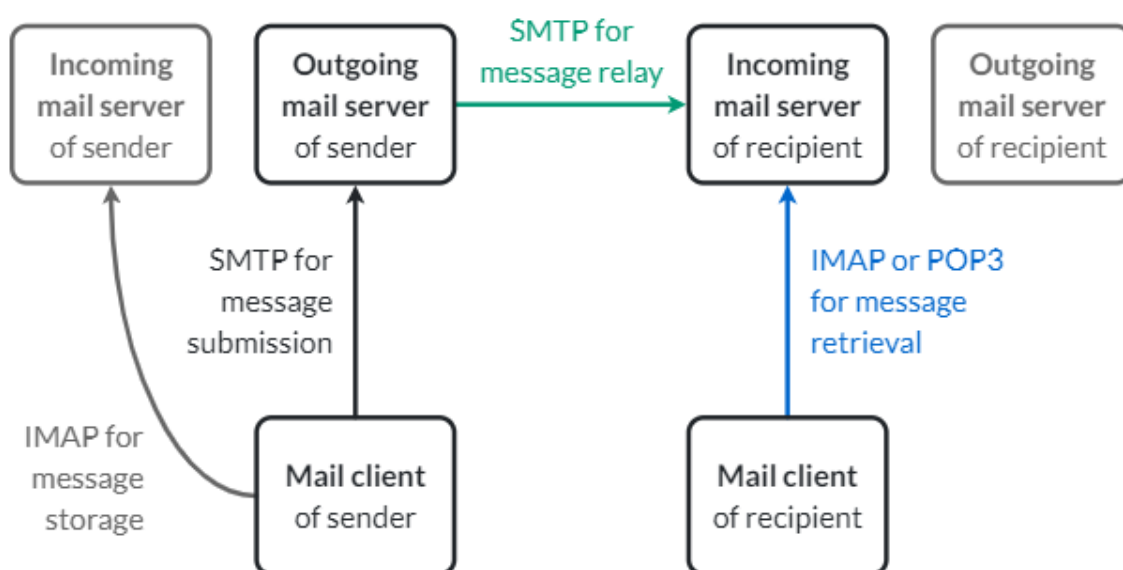 Incoming
mail server
of sender
Outgoing
mail server
of sender
SMTP for
message relay
Incoming
mail server
of recipient
Outgoing
mail server
of recipient
SMTP for
message
submission
IMAP or POP3
for message
retrieval
IMAP for
message
storage
Mail client
of sender
Mail client
of recipient